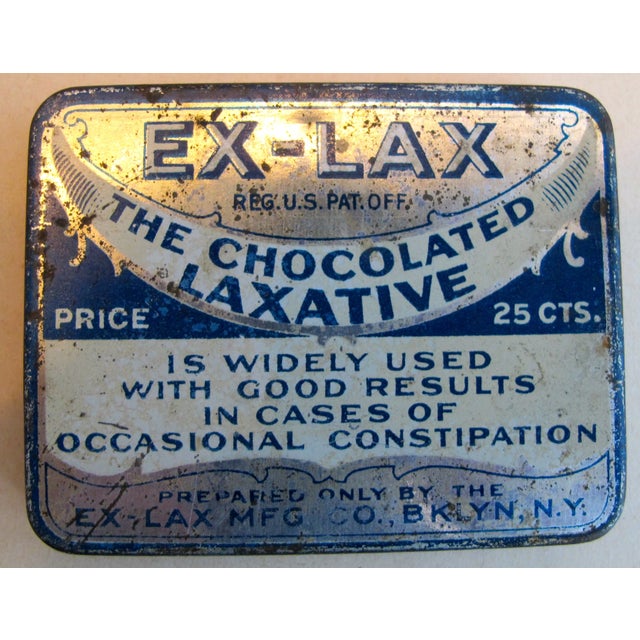 EX-LAX
REG. U.S. PAT. OFF.
THE CHOCOLATED
LAXATIVE
PRICE 25 CTS.
IS WIDELY USED
WITH GOOD RESULTS
IN CASES OF
OCCASIONAL CONSTIPATION
PREPARED ONLY BY THE
EX-LAX MFG. CO., BKLYN, N.Y.